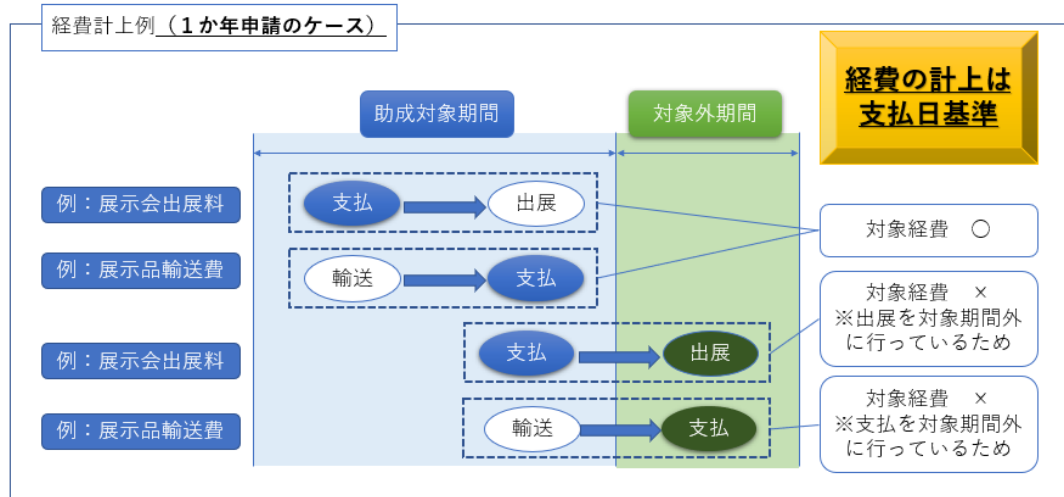 経費計上例（１か年申請のケース）
経費の計上は
支払日基準
助成対象期間
対象外期間
例：展示会出展料
支払
出展
対象経費　○
例：展示品輸送費
輸送
支払
例：展示会出展料
支払
出展
対象経費　×
※出展を対象期間外
に行っているため
例：展示品輸送費
輸送
支払
対象経費　×
※支払を対象期間外
に行っているため